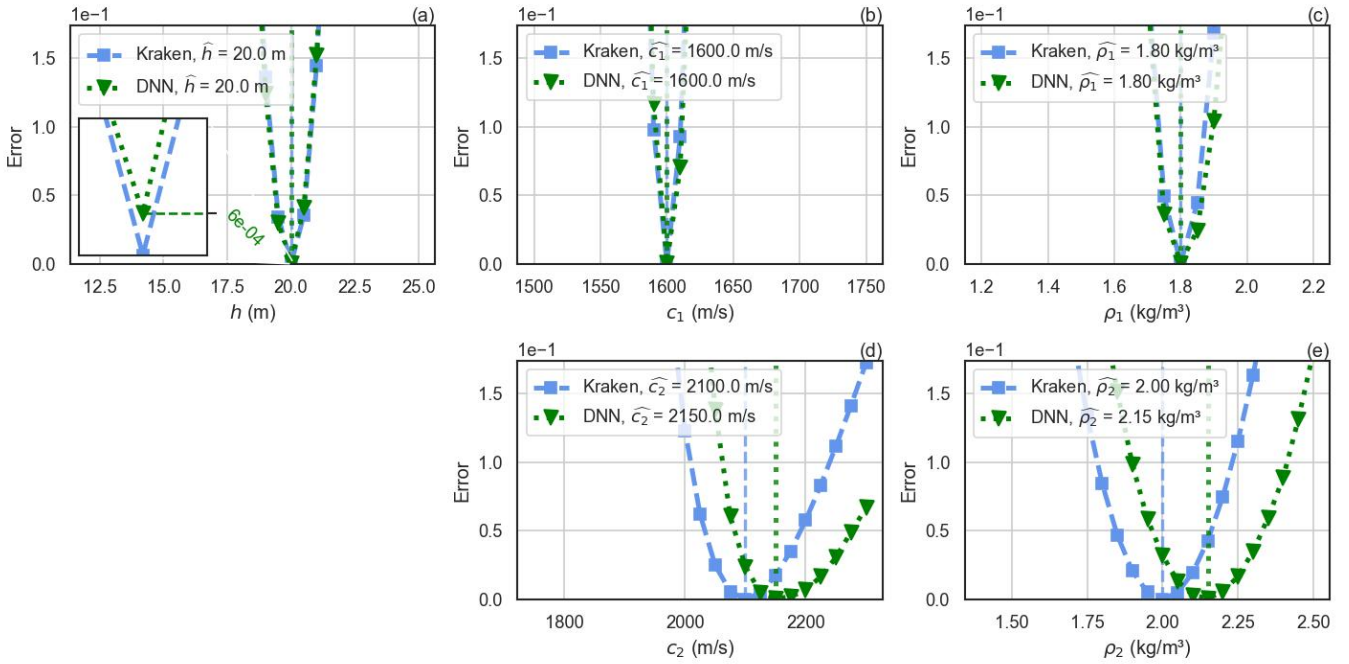 1e−1
(a)
Kraken, ĥ = 20.0 m
DNN, ĥ = 20.0 m
1.5
1.0
0.5
0.0
Error
6e-04
12.5 15.0 17.5 20.0 22.5 25.0
h (m)
1e−1
(b)
Kraken, ĉ₁ = 1600.0 m/s
DNN, ĉ₁ = 1600.0 m/s
1.5
1.0
0.5
0.0
Error
1500 1550 1600 1650 1700 1750
c₁ (m/s)
1e−1
(c)
Kraken, ρ̂₁ = 1.80 kg/m³
DNN, ρ̂₁ = 1.80 kg/m³
1.5
1.0
0.5
0.0
Error
1.2 1.4 1.6 1.8 2.0 2.2
ρ₁ (kg/m³)
1e−1
(d)
Kraken, ĉ₂ = 2100.0 m/s
DNN, ĉ₂ = 2150.0 m/s
1.5
1.0
0.5
0.0
Error
1800 2000 2200
c₂ (m/s)
1e−1
(e)
Kraken, ρ̂₂ = 2.00 kg/m³
DNN, ρ̂₂ = 2.15 kg/m³
1.5
1.0
0.5
0.0
Error
1.50 1.75 2.00 2.25 2.50
ρ₂ (kg/m³)